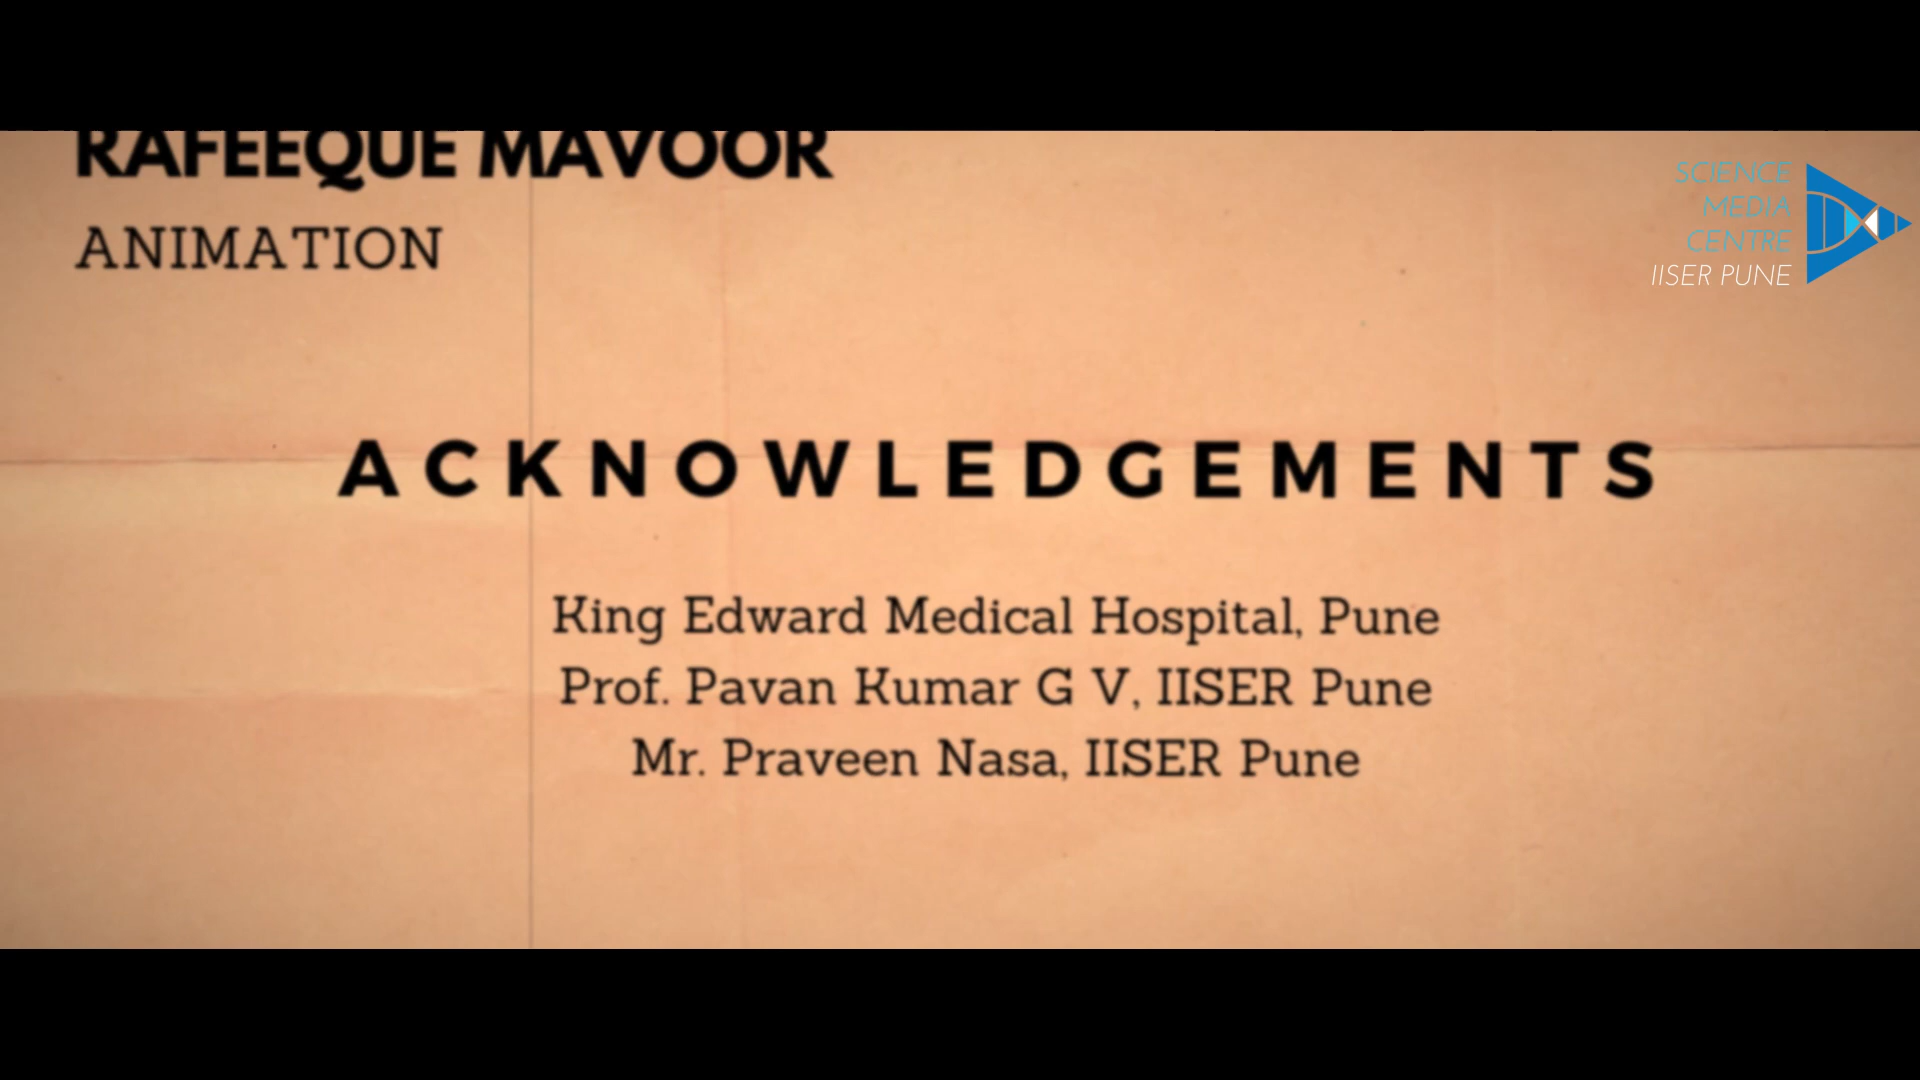 RAFEEQUE MAVOOR
ANIMATION
SCIENCE
MEDIA
CENTRE
IISER PUNE
ACKNOWLEDGEMENTS
King Edward Medical Hospital, Pune
Prof. Pavan Kumar G V, IISER Pune
Mr. Praveen Nasa, IISER Pune